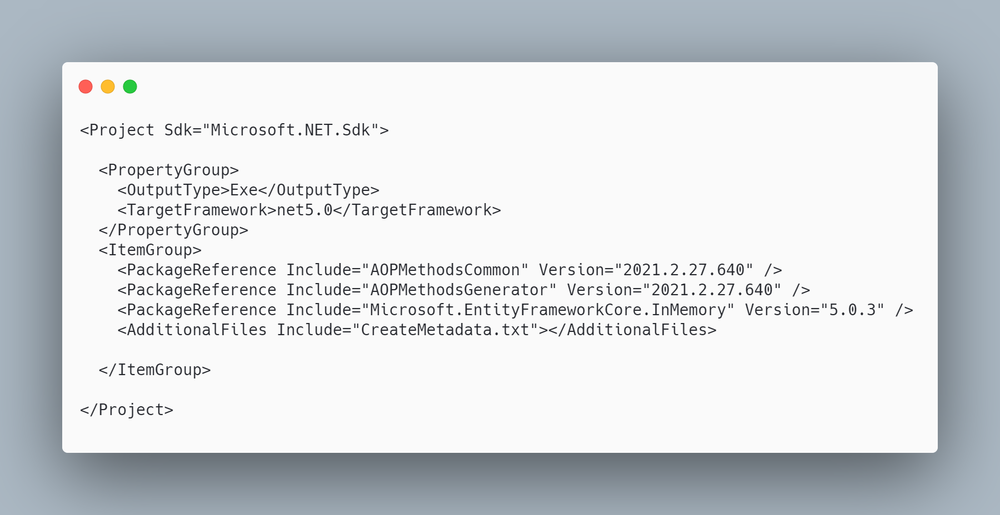 <Project Sdk="Microsoft.NET.Sdk">
  <PropertyGroup>
    <OutputType>Exe</OutputType>
    <TargetFramework>net5.0</TargetFramework>
  </PropertyGroup>
  <ItemGroup>
    <PackageReference Include="AOPMethodsCommon" Version="2021.2.27.640" />
    <PackageReference Include="AOPMethodsGenerator" Version="2021.2.27.640" />
    <PackageReference Include="Microsoft.EntityFrameworkCore.InMemory" Version="5.0.3" />
    <AdditionalFiles Include="CreateMetadata.txt"></AdditionalFiles>
  </ItemGroup>
</Project>